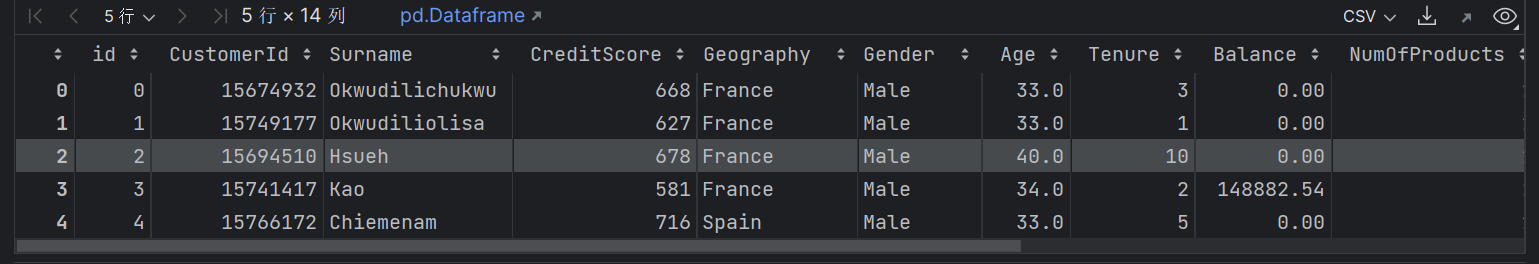 5 行 5 行 × 14 列 pd.Dataframe CSV
id CustomerId Surname CreditScore Geography Gender Age Tenure Balance NumOfProducts
0 0 15674932 Okwudilichukwu 668 France Male 33.0 3 0.00
1 1 15749177 Okwudiliolisa 627 France Male 33.0 1 0.00
2 2 15694510 Hsueh 678 France Male 40.0 10 0.00
3 3 15741417 Kao 581 France Male 34.0 2 148882.54
4 4 15766172 Chiemenam 716 Spain Male 33.0 5 0.00